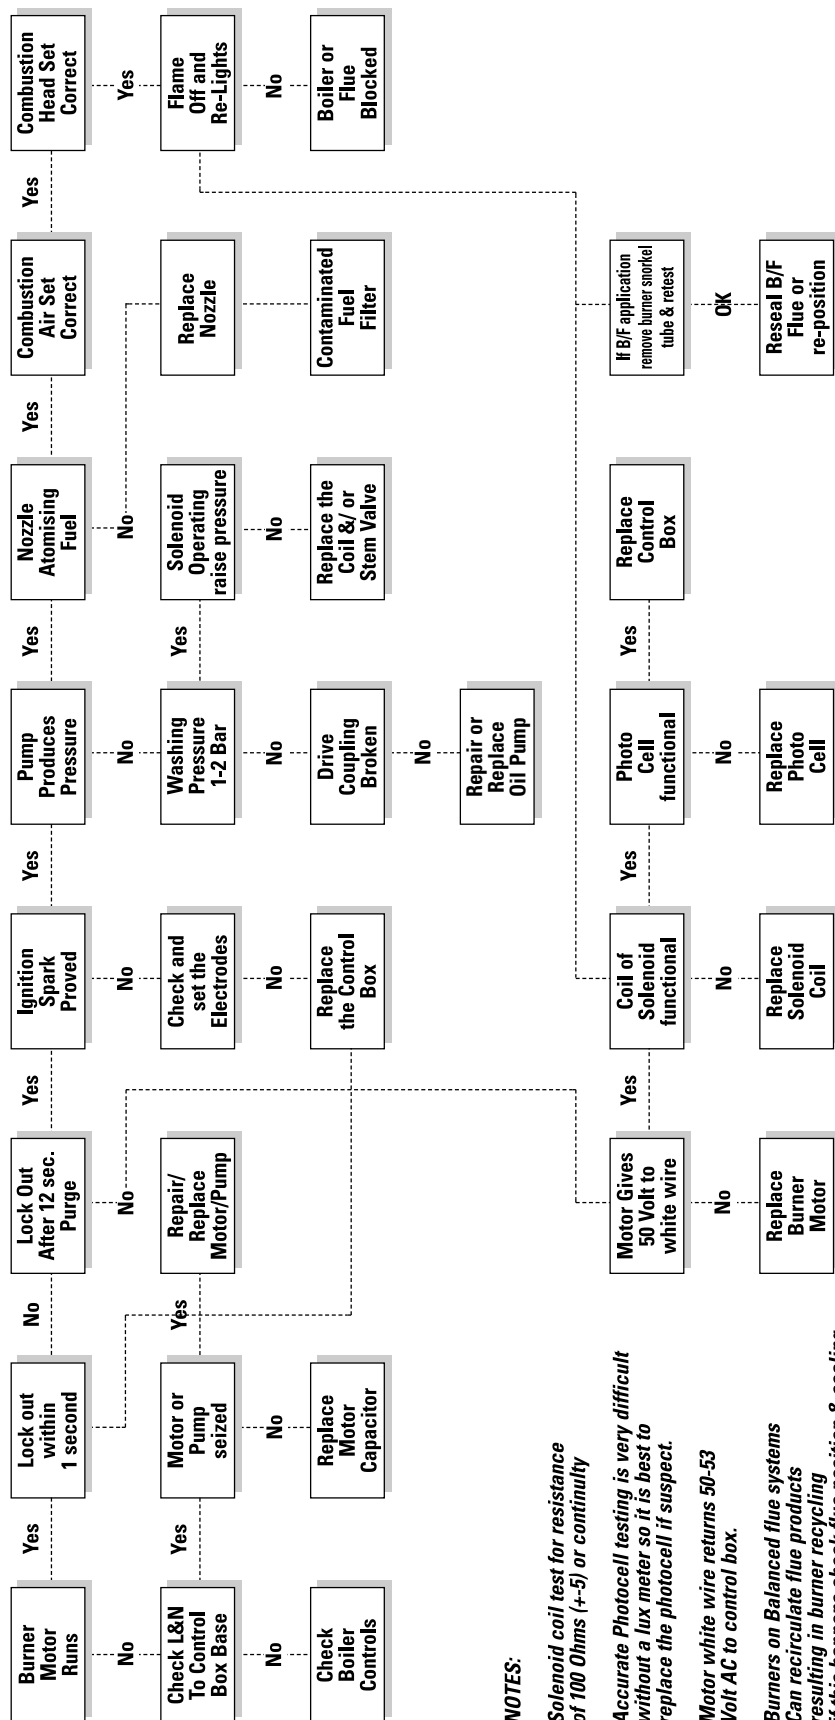 Burner
Motor
Runs
Yes
Lock out
within
1 second
No
Lock Out
After 12 sec.
Purge
Yes
Ignition
Spark
Proved
Yes
Pump
Produces
Pressure
Yes
Nozzle
Atomising
Fuel
Yes
Combustion
Air Set
Correct
Yes
Combustion
Head Set
Correct
No
No
No
No
No
Yes
Check L&N
To Control
Box Base
Yes
Motor or
Pump
seized
Yes
Repair/
Replace
Motor/Pump
Check and
set the
Electrodes
Washing
Pressure
1-2 Bar
Yes
Solenoid
Operating
raise pressure
Replace
Nozzle
Flame
Off and
Re-Lights
No
No
No
No
No
No
Check
Boiler
Controls
Replace
Motor
Capacitor
Replace
the Control
Box
Drive
Coupling
Broken
Replace the
Coil &/ or
Stem Valve
Contaminated
Fuel
Filter
Boiler or
Flue
Blocked
No
Repair or
Replace
Oil Pump
Motor Gives
50 Volt to
white wire
Yes
Coil of
Solenoid
functional
Yes
Photo
Cell
functional
Yes
Replace
Control
Box
If B/F application
remove burner snorkel
tube & retest
No
No
No
OK
Replace
Burner
Motor
Replace
Solenoid
Coil
Replace
Photo
Cell
Reseal B/F
Flue or
re-position
NOTES:
Solenoid coil test for resistance
of 100 Ohms (+-5) or continulty
Accurate Photocell testing is very difficult
without a lux meter so it is best to
replace the photocell if suspect.
Motor white wire returns 50-53
Volt AC to control box.
Burners on Balanced flue systems
Can recirculate flue products
resulting in burner recycling